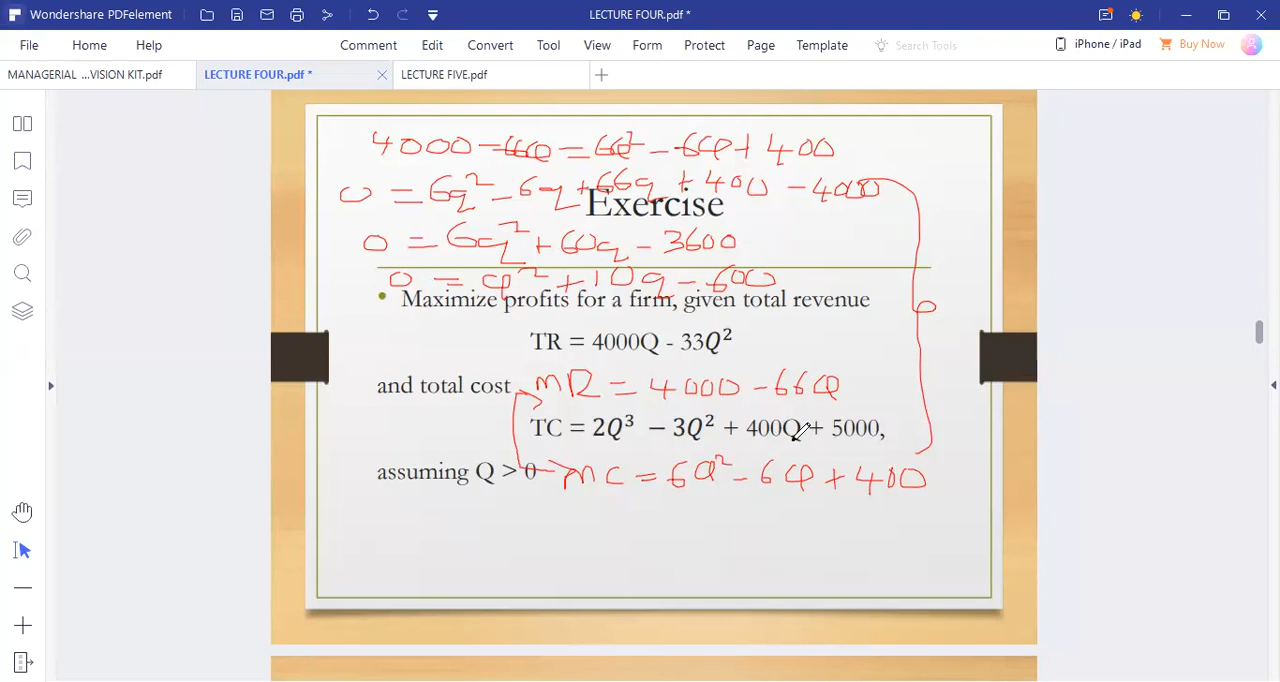 Wondershare PDFelement
LECTURE FOUR.pdf *
File Home Help Comment Edit Convert Tool View Form Protect Page Template Search Tools iPhone / iPad Buy Now
MANAGERIAL ...VISION KIT.pdf LECTURE FOUR.pdf * LECTURE FIVE.pdf
4000 - 66Q = 6Q² - 6Q + 400
0 = 6q² - 6q + 66q + 400 - 4000
Exercise
0 = 6q² + 60q - 3600
0 = q² + 10q - 600
• Maximize profits for a firm, given total revenue
TR = 4000Q - 33Q²
and total cost
MR = 4000 - 66Q
TC = 2Q³ − 3Q² + 400Q + 5000,
assuming Q > 0
MC = 6Q² - 6Q + 400